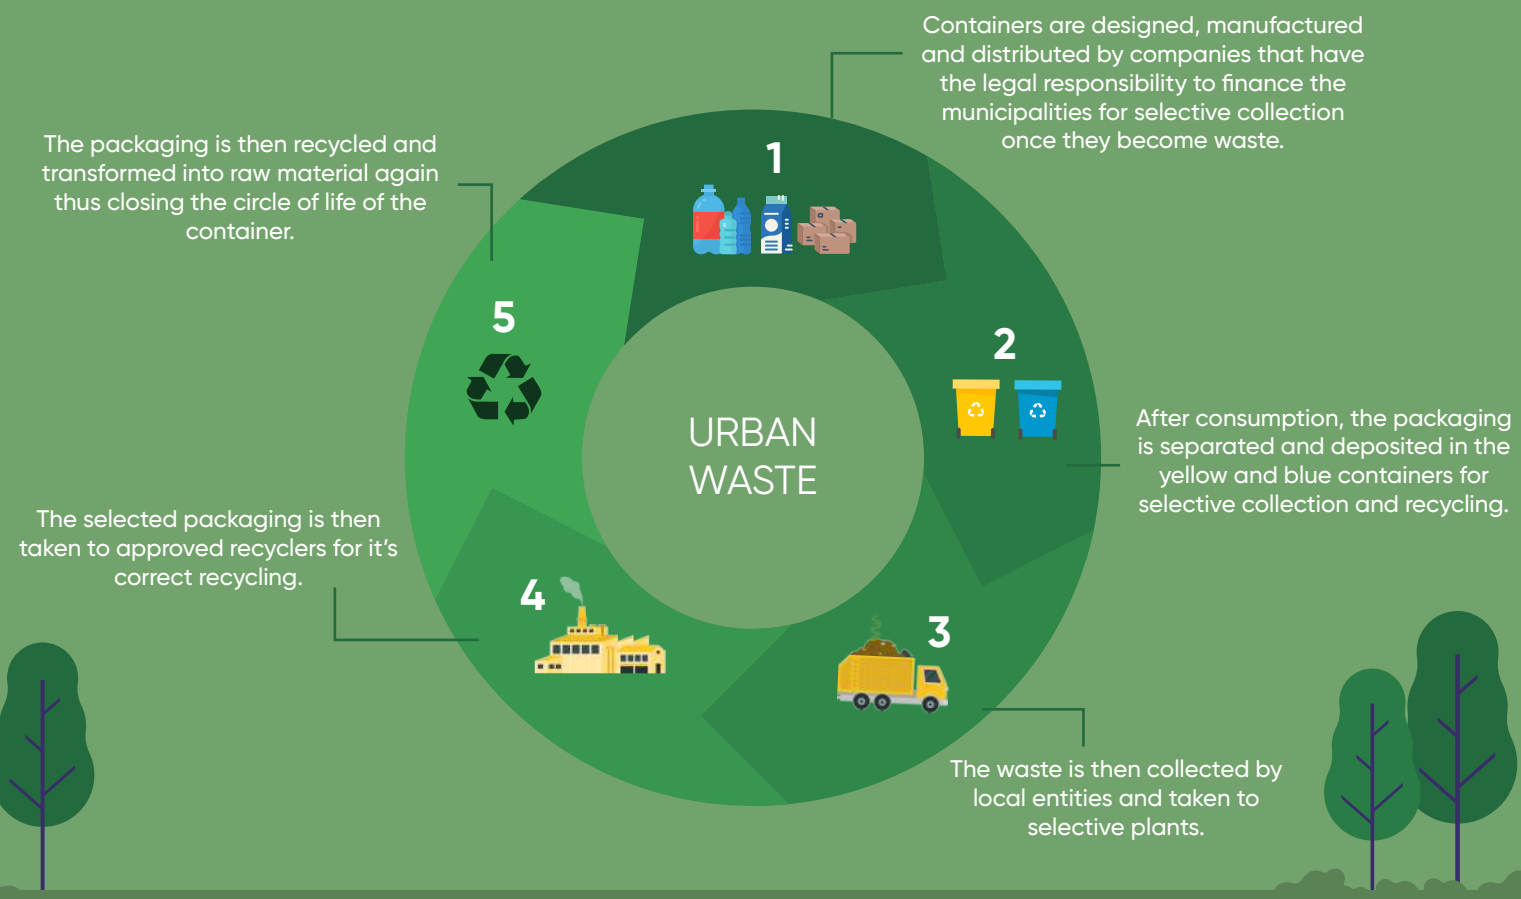 URBAN
WASTE
1
Containers are designed, manufactured
and distributed by companies that have
the legal responsibility to finance the
municipalities for selective collection
once they become waste.
2
After consumption, the packaging
is separated and deposited in the
yellow and blue containers for
selective collection and recycling.
3
The waste is then collected by
local entities and taken to
selective plants.
4
The selected packaging is then
taken to approved recyclers for it's
correct recycling.
5
The packaging is then recycled and
transformed into raw material again
thus closing the circle of life of the
container.